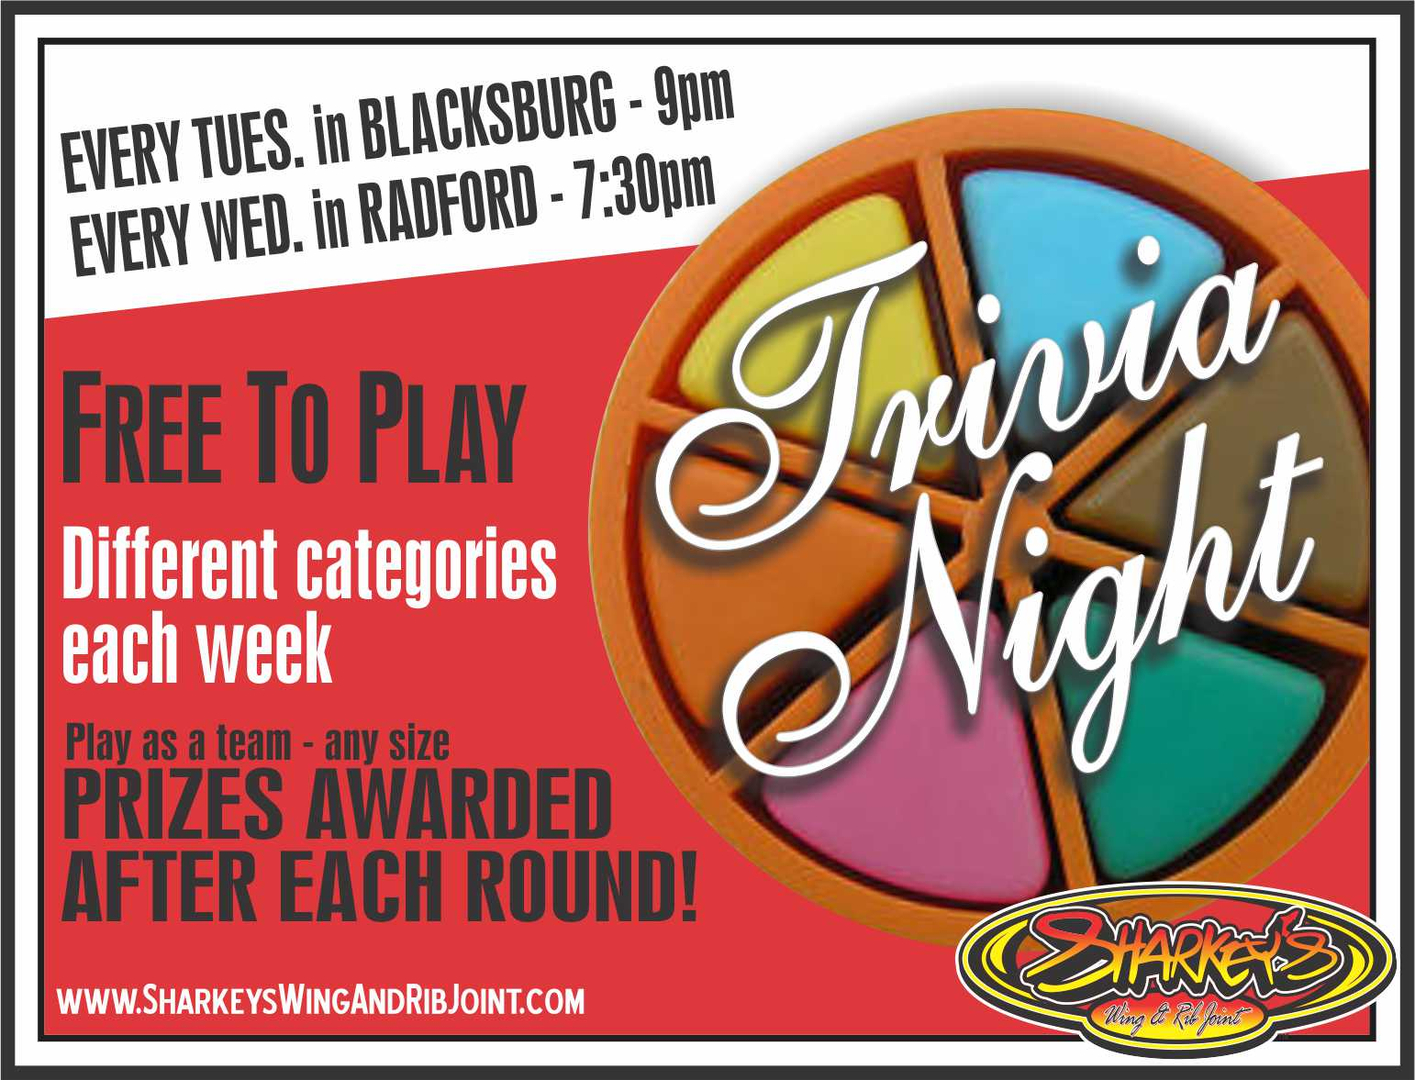 EVERY TUES. in BLACKSBURG - 9pm
EVERY WED. in RADFORD - 7:30pm
Trivia
Night
FREE TO PLAY
Different categories
each week
Play as a team - any size
PRIZES AWARDED
AFTER EACH ROUND!
WWW.SHARKEYSWINGANDRIBJOINT.COM
SHARKEY'S
Wing & Rib Joint